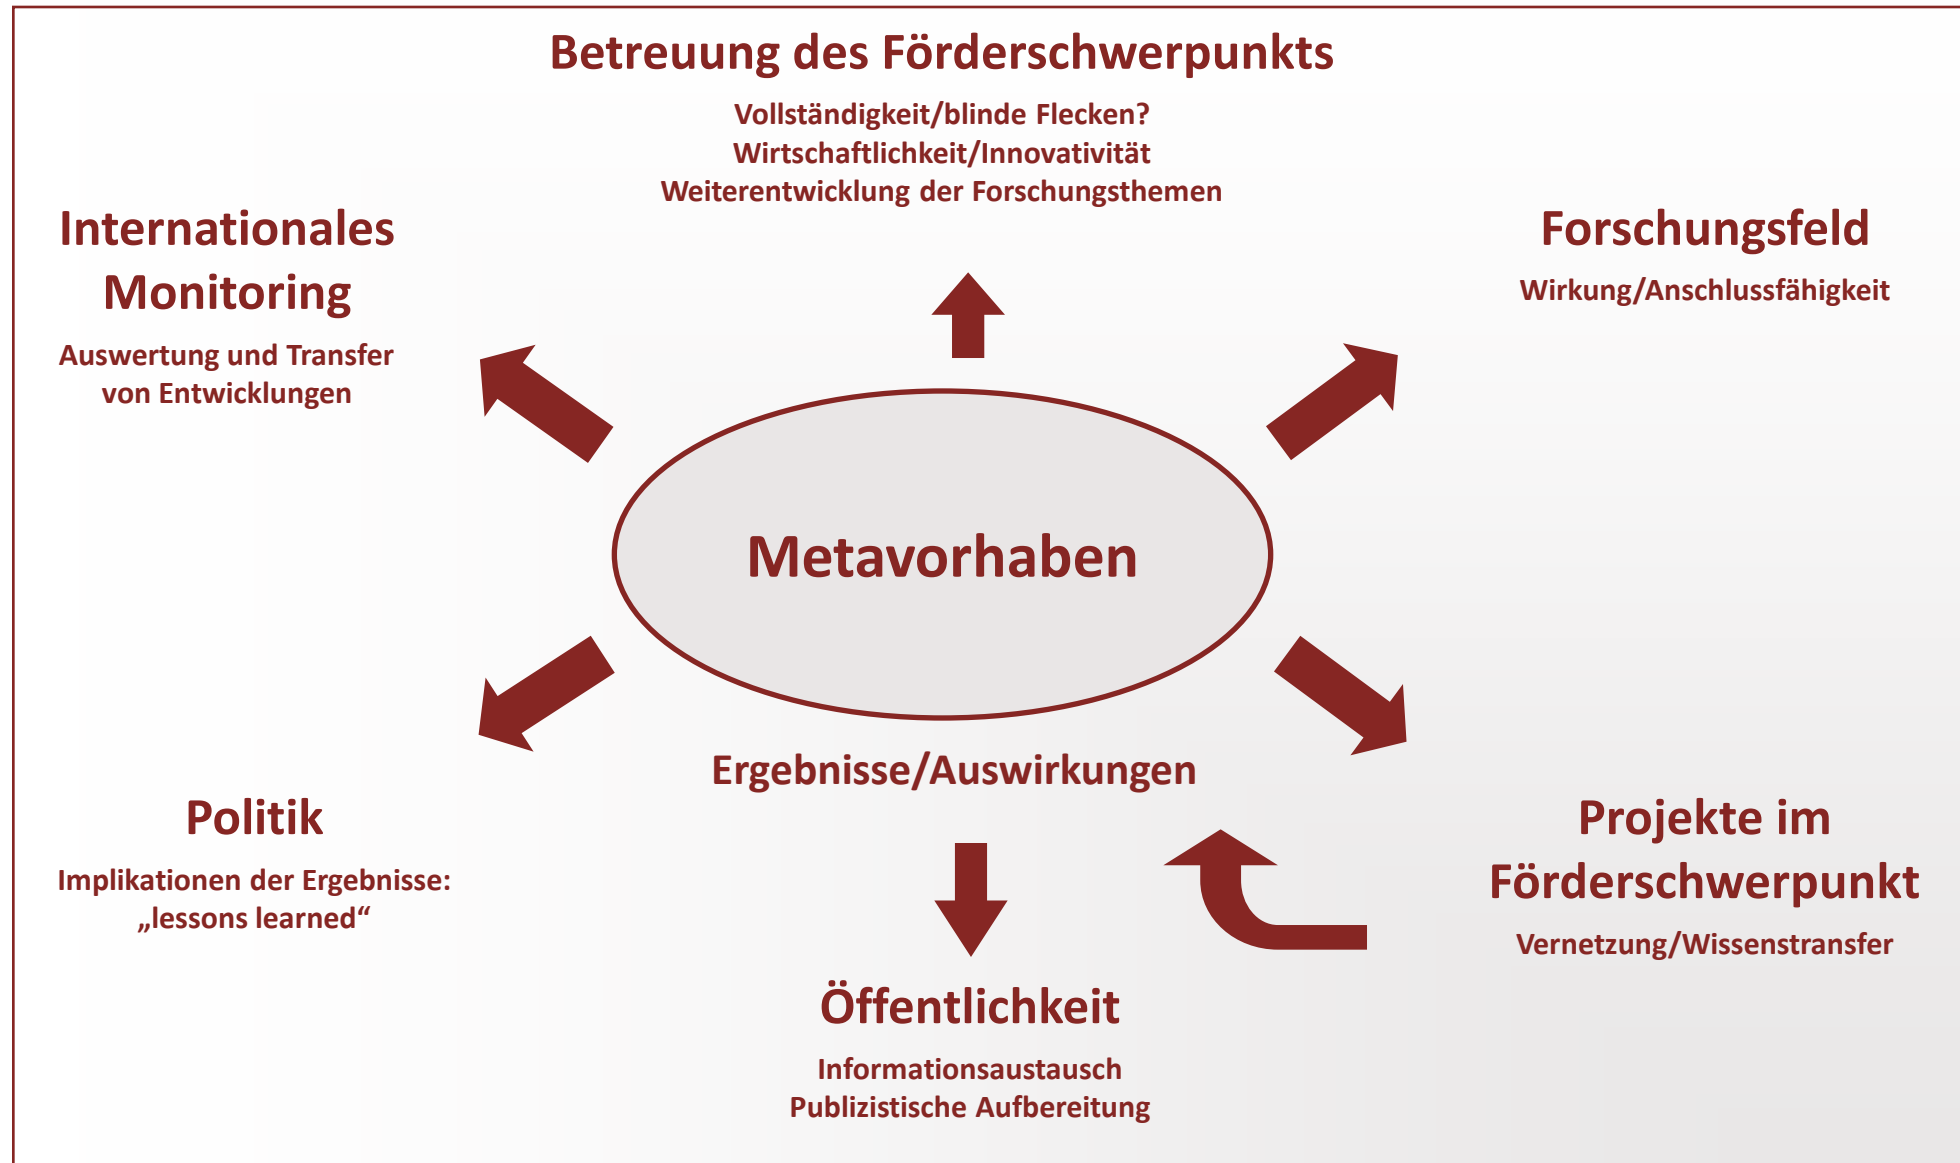 Betreuung des Förderschwerpunkts
Vollständigkeit/blinde Flecken?
Wirtschaftlichkeit/Innovativität
Weiterentwicklung der Forschungsthemen
Internationales
Monitoring
Auswertung und Transfer
von Entwicklungen
Forschungsfeld
Wirkung/Anschlussfähigkeit
Metavorhaben
Ergebnisse/Auswirkungen
Politik
Implikationen der Ergebnisse:
„lessons learned“
Projekte im
Förderschwerpunkt
Vernetzung/Wissenstransfer
Öffentlichkeit
Informationsaustausch
Publizistische Aufbereitung